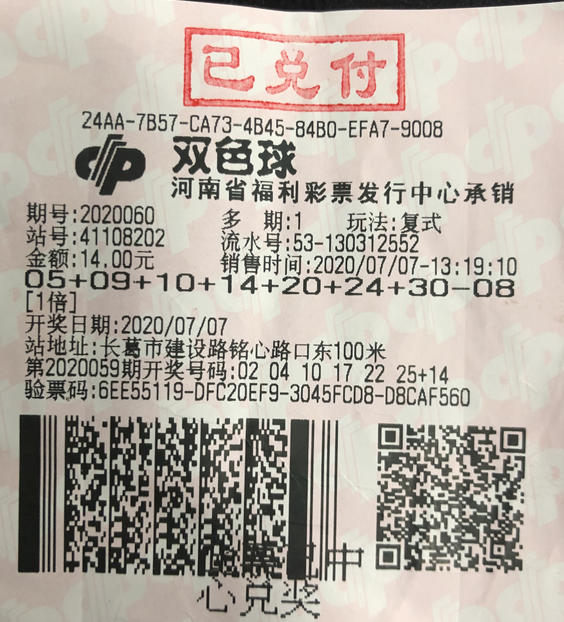 已兑付
24AA-7B57-CA73-4B45-84B0-EFA7-9008
双色球
河南省福利彩票发行中心承销
期号:2020060 多 期:1 玩法:复式
站号:41108202 流水号:53-130312552
金额:14.00元 销售时间:2020/07/07-13:19:10
05+09+10+14+20+24+30-08
[1倍]
开奖日期:2020/07/07
站地址:长葛市建设路铭心路口东100米
第2020059期开奖号码:02 04 10 17 22 25+14
验票码:6EE55119-DFC20EF9-3045FCD8-D8CAF560
中
心兑奖